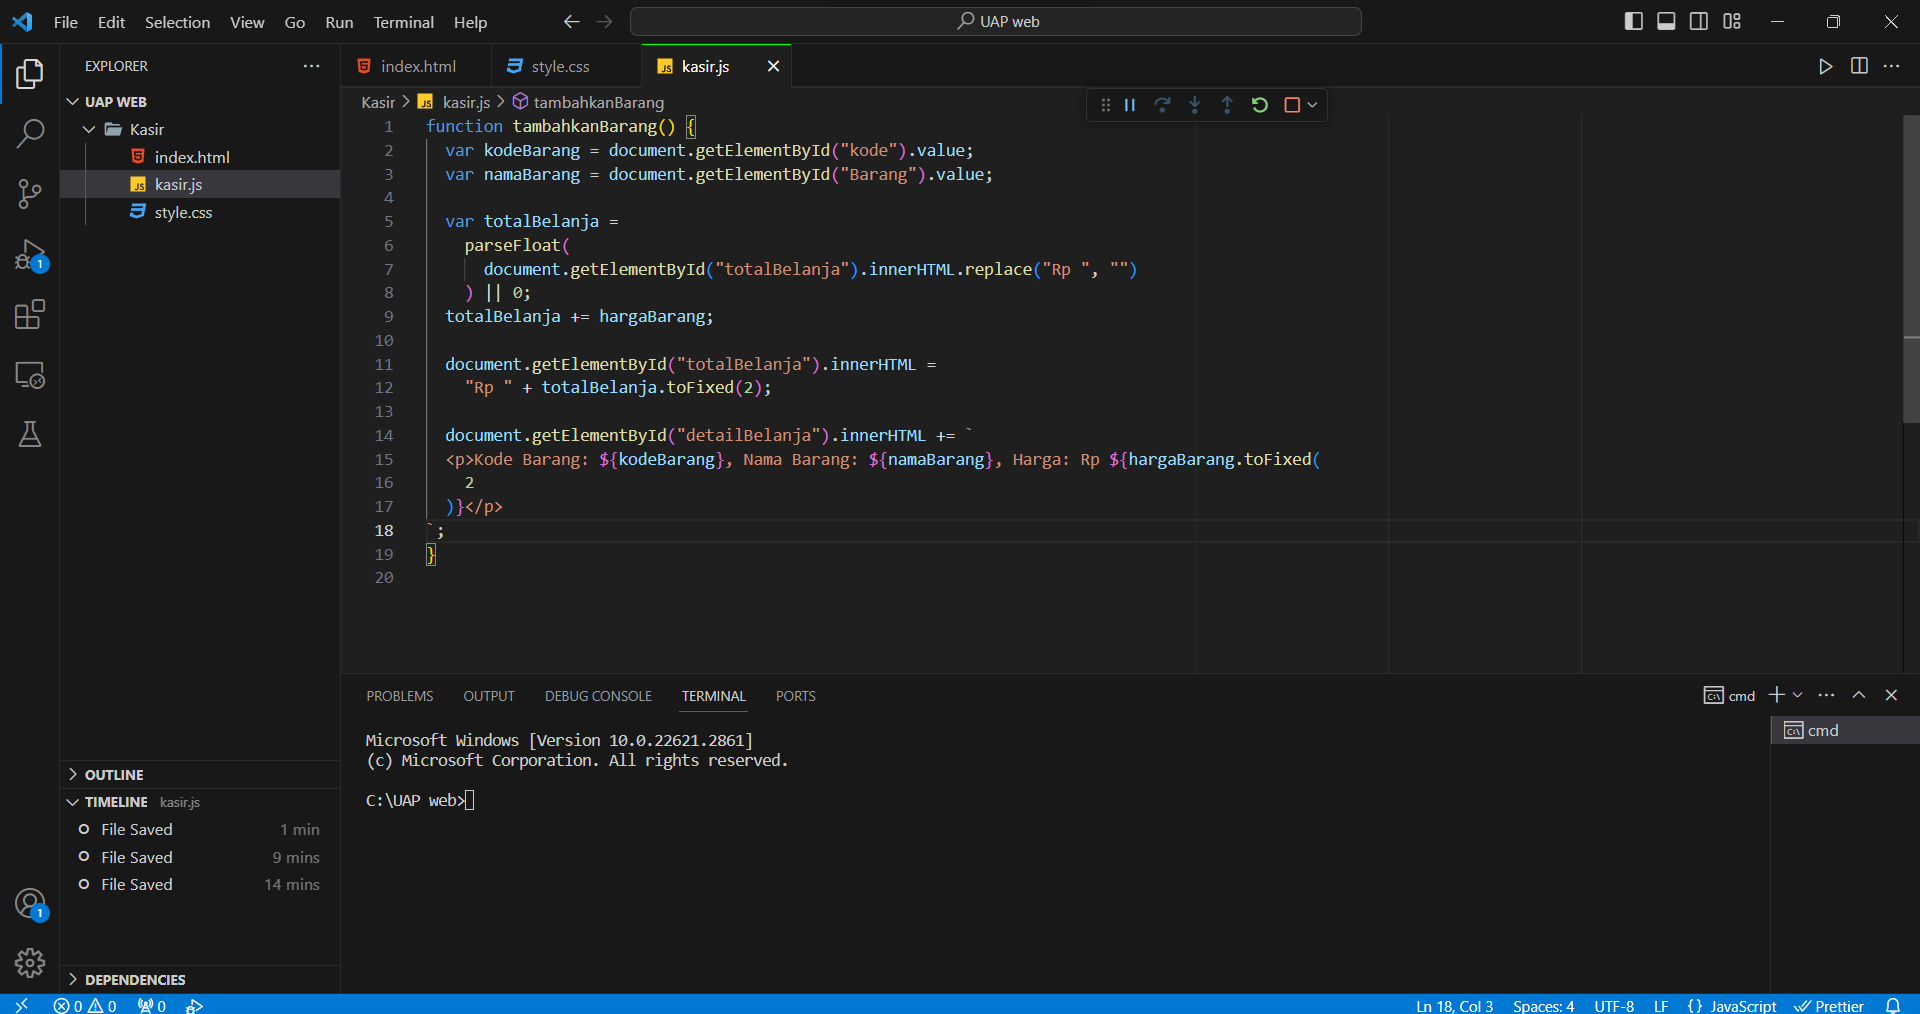 File Edit Selection View Go Run Terminal Help UAP web
EXPLORER
UAP WEB
Kasir
index.html
kasir.js
style.css
OUTLINE
TIMELINE kasir.js
File Saved 1 min
File Saved 9 mins
File Saved 14 mins
DEPENDENCIES
1
1
index.html style.css JS kasir.js
Kasir > JS kasir.js > tambahkanBarang
1 function tambahkanBarang() {
2   var kodeBarang = document.getElementById("kode").value;
3   var namaBarang = document.getElementById("Barang").value;
4
5   var totalBelanja =
6     parseFloat(
7       document.getElementById("totalBelanja").innerHTML.replace("Rp ", "")
8     ) || 0;
9   totalBelanja += hargaBarang;
10
11   document.getElementById("totalBelanja").innerHTML =
12     "Rp " + totalBelanja.toFixed(2);
13
14   document.getElementById("detailBelanja").innerHTML += `
15   <p>Kode Barang: ${kodeBarang}, Nama Barang: ${namaBarang}, Harga: Rp ${hargaBarang.toFixed(
16     2
17   )}</p>
18 `;
19 }
20
PROBLEMS OUTPUT DEBUG CONSOLE TERMINAL PORTS cmd
cmd
Microsoft Windows [Version 10.0.22621.2861]
(c) Microsoft Corporation. All rights reserved.
C:\UAP web>
0 0 0 Ln 18, Col 3 Spaces: 4 UTF-8 LF {} JavaScript Prettier